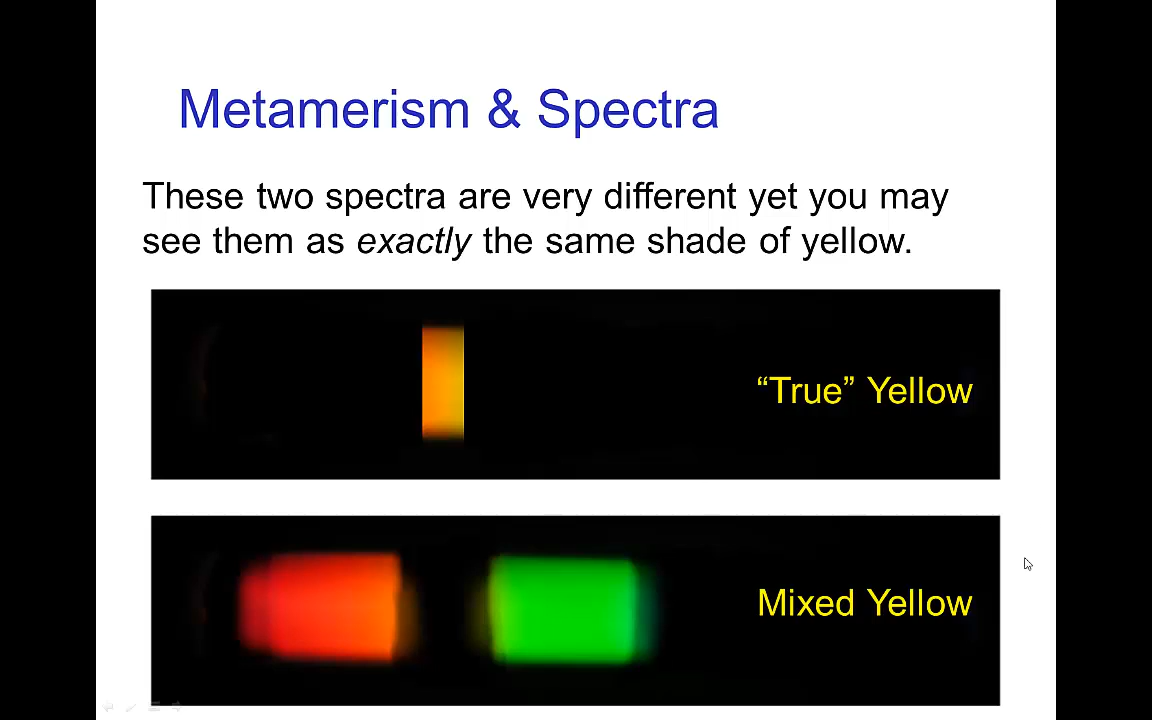 Metamerism & Spectra
These two spectra are very different yet you may
see them as exactly the same shade of yellow.
“True” Yellow
Mixed Yellow